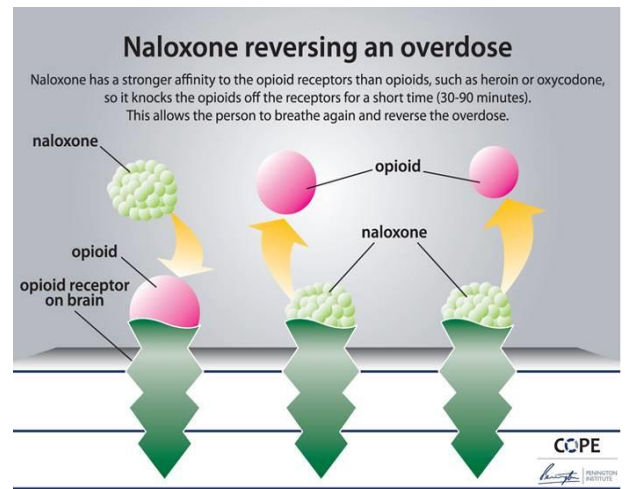 Naloxone reversing an overdose
Naloxone has a stronger affinity to the opioid receptors than opioids, such as heroin or oxycodone,
so it knocks the opioids off the receptors for a short time (30-90 minutes).
This allows the person to breathe again and reverse the overdose.
naloxone
opioid
naloxone
opioid
opioid receptor
on brain
COPE
Penington
PENINGTON
INSTITUTE